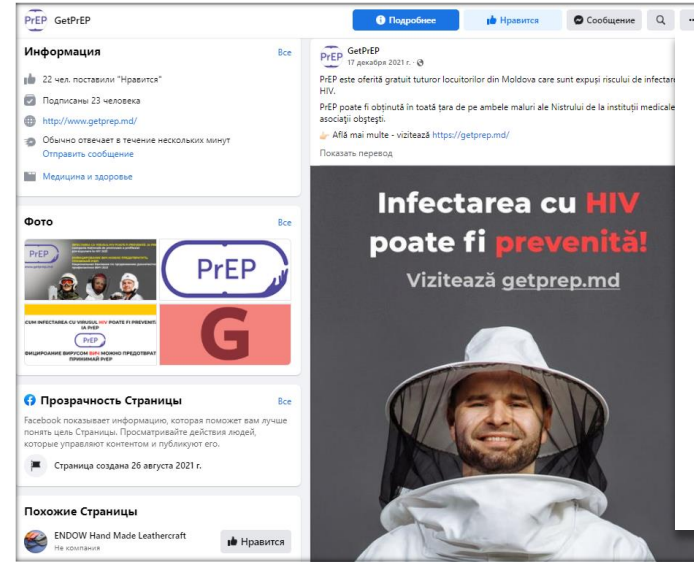 PrEP GetPrEP
Подробнее
Нравится
Сообщение
Информация
Все
22 чел. поставили "Нравится"
Подписаны 23 человека
http://www.getprep.md/
Обычно отвечает в течение нескольких минут
Отправить сообщение
Медицина и здоровье
Фото
Все
PrEP
PrEP
CUM INFECTAREA CU VIRUSUL HIV POATE FI PREVENIT
IA PrEP
PrEP
ПРИНИМАЙ PrEP
G
Прозрачность Страницы
Все
Facebook показывает информацию, которая поможет вам лучше
понять цель Страницы. Просматривайте действия людей,
которые управляют контентом и публикуют его.
Страница создана 26 августа 2021 г.
Похожие Страницы
ENDOW Hand Made Leathercraft
Не компания
Нравится
PrEP
GetPrEP
17 декабря 2021 г. ·
PrEP este oferită gratuit tuturor locuitorilor din Moldova care sunt expuși riscului de infectare
HIV.
PrEP poate fi obținută în toată țara de pe ambele maluri ale Nistrului de la instituții medicale
asociații obștești.
Află mai multe - vizitează https://getprep.md/
Показать перевод
Infectarea cu HIV
poate fi prevenită!
Vizitează getprep.md